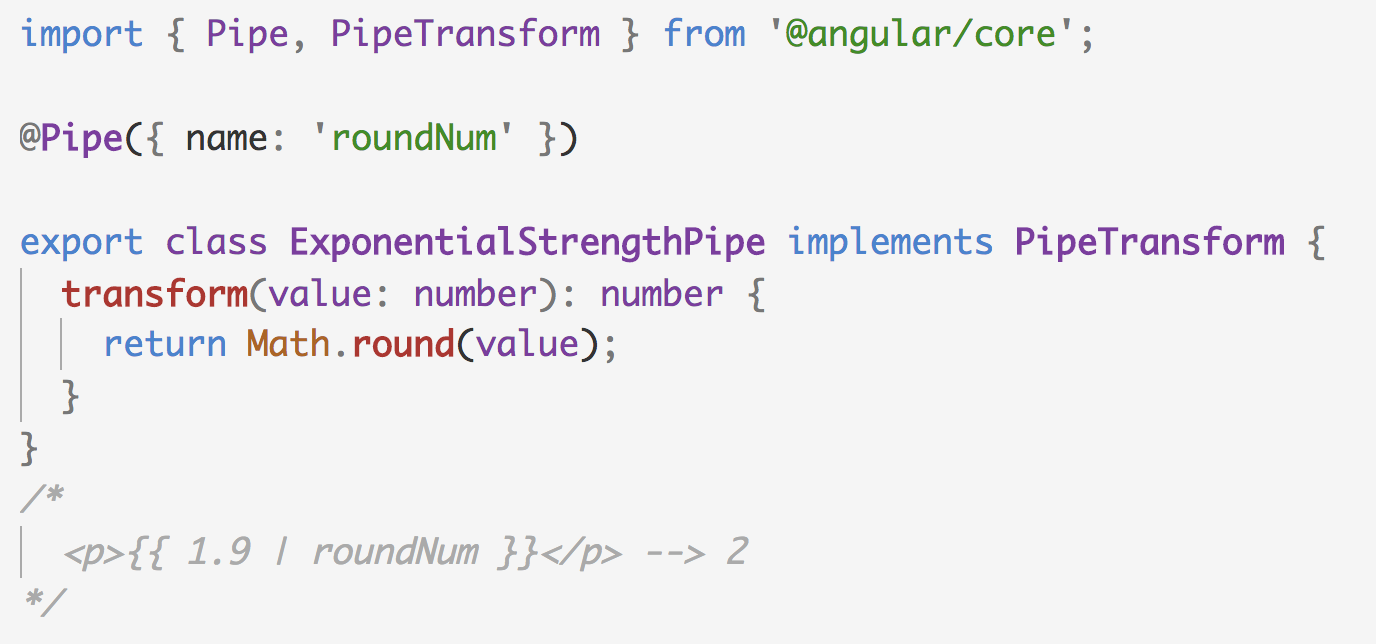 import { Pipe, PipeTransform } from '@angular/core';
@Pipe({ name: 'roundNum' })
export class ExponentialStrengthPipe implements PipeTransform {
transform(value: number): number {
return Math.round(value);
}
}
/*
<p>{{ 1.9 | roundNum }}</p> --> 2
*/